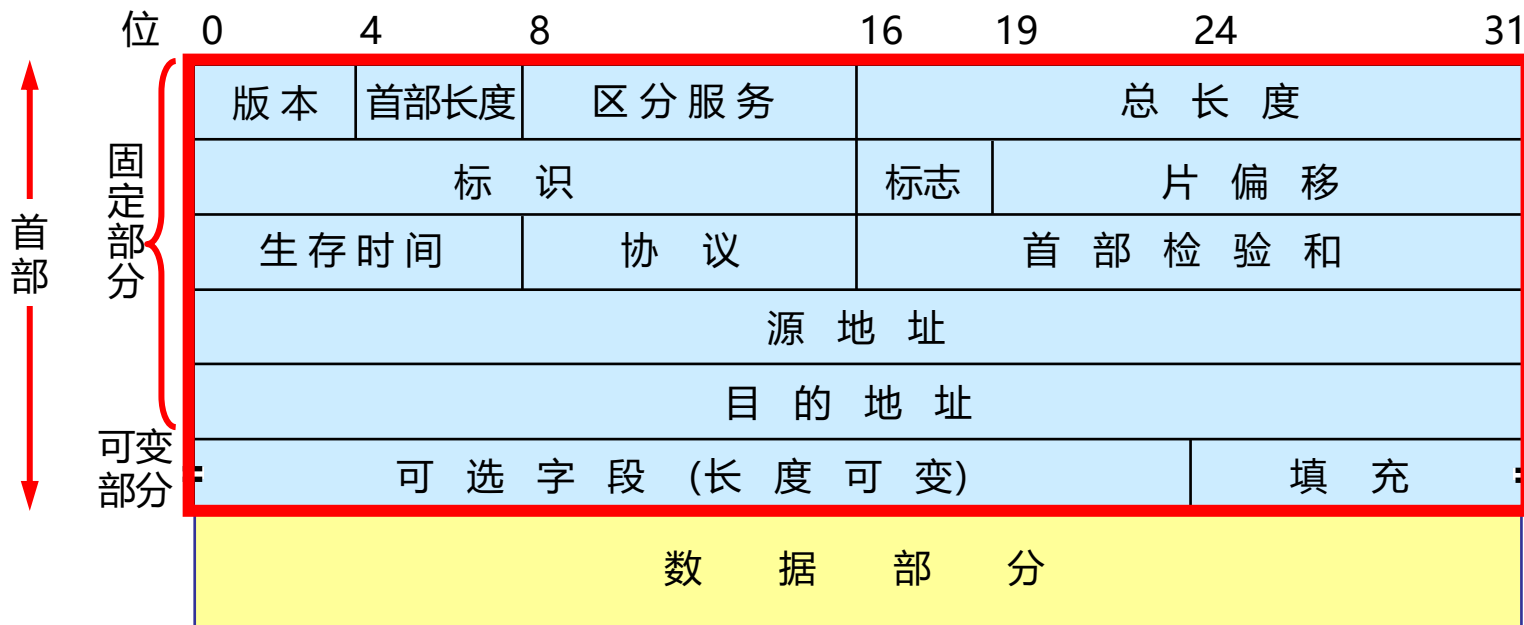 位 0 4 8 16 19 24 31
版 本 首部长度 区 分 服 务 总 长 度
标 识 标志 片 偏 移
生 存 时 间 协 议 首 部 检 验 和
源 地 址
目 的 地 址
可 选 字 段 (长 度 可 变) 填 充
数 据 部 分
首部
固定部分
可变
部分